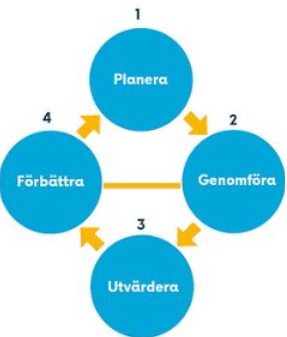 1
Planera
2
Genomföra
3
Utvärdera
4
Förbättra